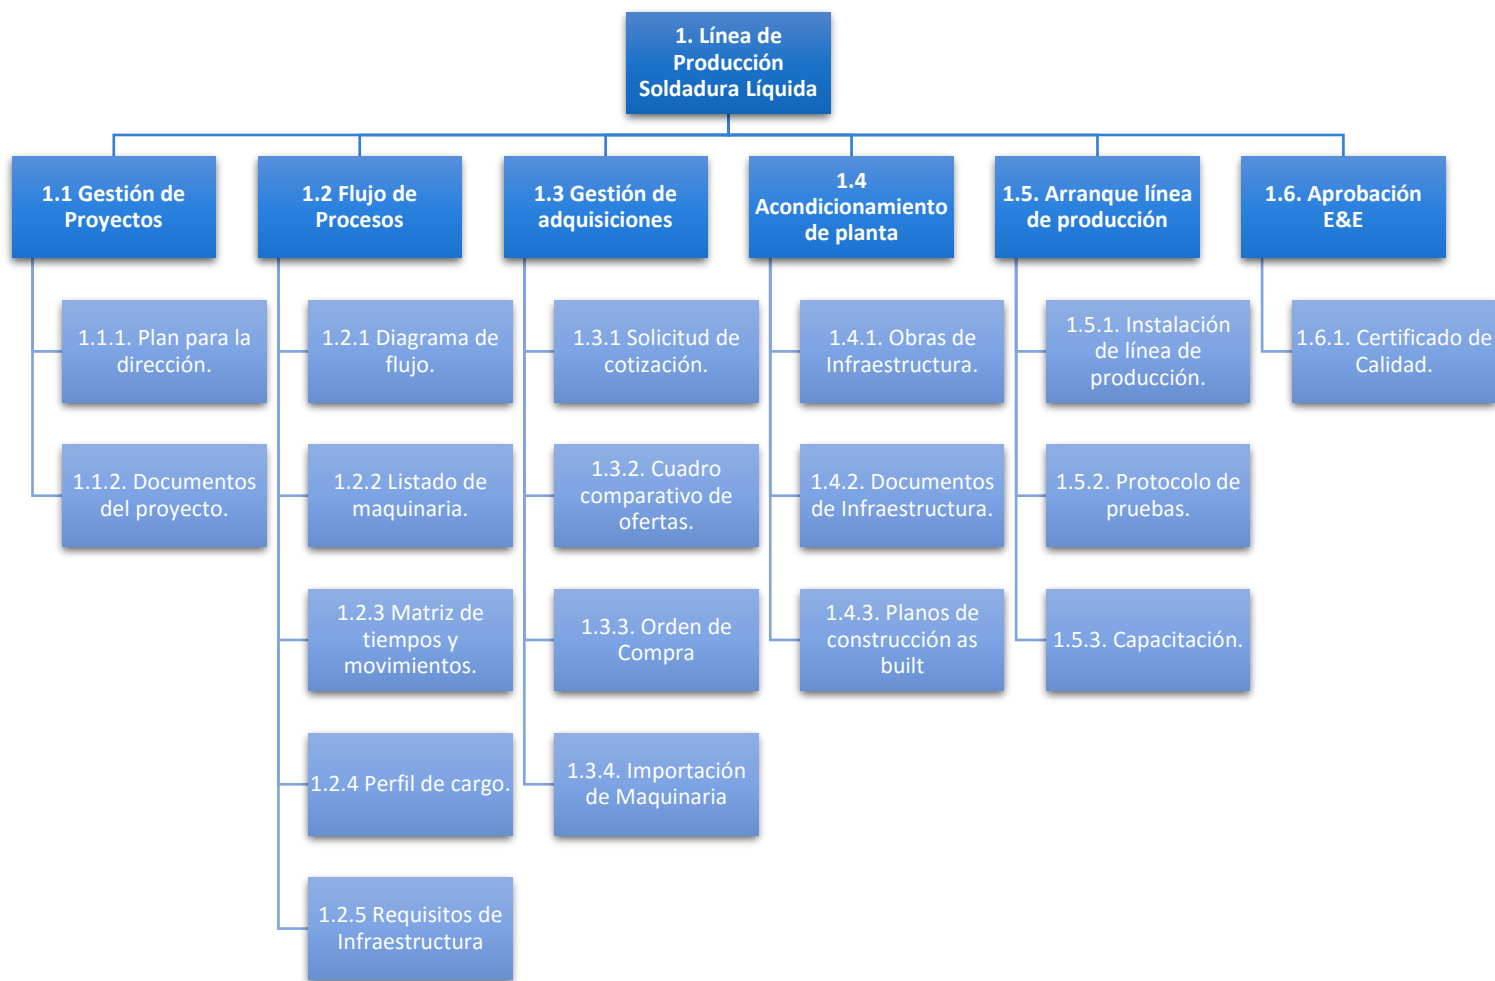 1. Línea de
Producción
Soldadura Líquida
1.1 Gestión de
Proyectos
1.2 Flujo de
Procesos
1.3 Gestión de
adquisiciones
1.4
Acondicionamiento
de planta
1.5. Arranque línea
de producción
1.6. Aprobación
E&E
1.1.1. Plan para la
dirección.
1.1.2. Documentos
del proyecto.
1.2.1 Diagrama de
flujo.
1.2.2 Listado de
maquinaria.
1.2.3 Matriz de
tiempos y
movimientos.
1.2.4 Perfil de cargo.
1.2.5 Requisitos de
Infraestructura
1.3.1 Solicitud de
cotización.
1.3.2. Cuadro
comparativo de
ofertas.
1.3.3. Orden de
Compra
1.3.4. Importación
de Maquinaria
1.4.1. Obras de
Infraestructura.
1.4.2. Documentos
de Infraestructura.
1.4.3. Planos de
construcción as
built
1.5.1. Instalación
de línea de
producción.
1.5.2. Protocolo de
pruebas.
1.5.3. Capacitación.
1.6.1. Certificado de
Calidad.